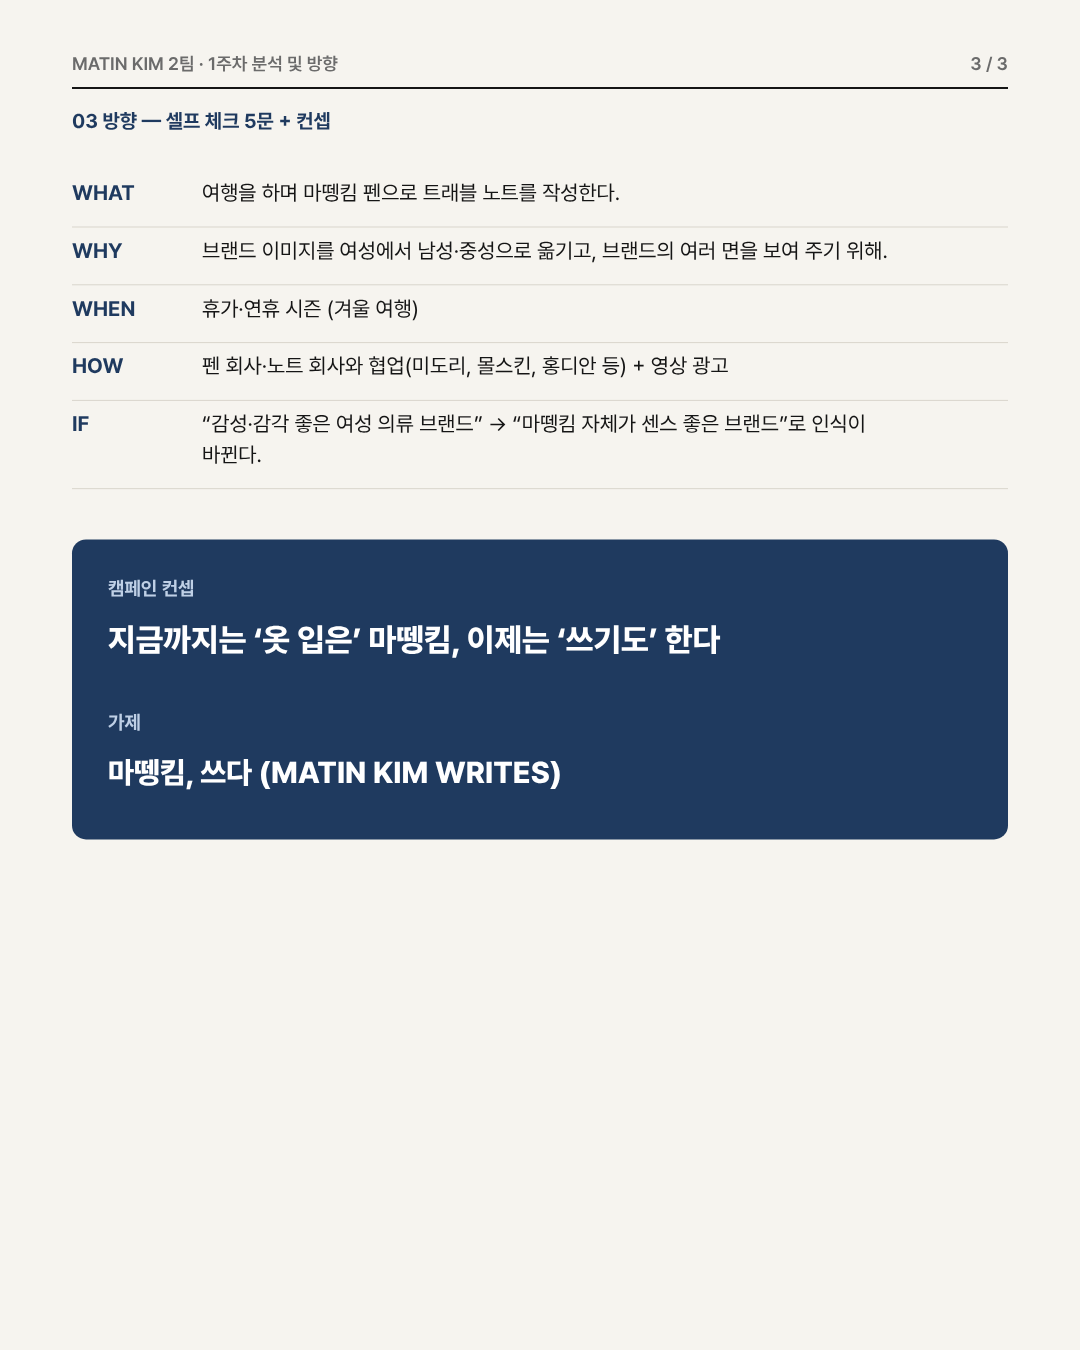 MATIN KIM 2팀 · 1주차 분석 및 방향
3 / 3
03 방향 — 셀프 체크 5문 + 컨셉
WHAT 여행을 하며 마뗑킴 펜으로 트래블 노트를 작성한다.
WHY 브랜드 이미지를 여성에서 남성·중성으로 옮기고, 브랜드의 여러 면을 보여 주기 위해.
WHEN 휴가·연휴 시즌 (겨울 여행)
HOW 펜 회사·노트 회사와 협업(미도리, 몰스킨, 홍디안 등) + 영상 광고
IF “감성·감각 좋은 여성 의류 브랜드” → “마뗑킴 자체가 센스 좋은 브랜드”로 인식이
바뀐다.
캠페인 컨셉
지금까지는 ‘옷 입은’ 마뗑킴, 이제는 ‘쓰기도’ 한다
가제
마뗑킴, 쓰다 (MATIN KIM WRITES)